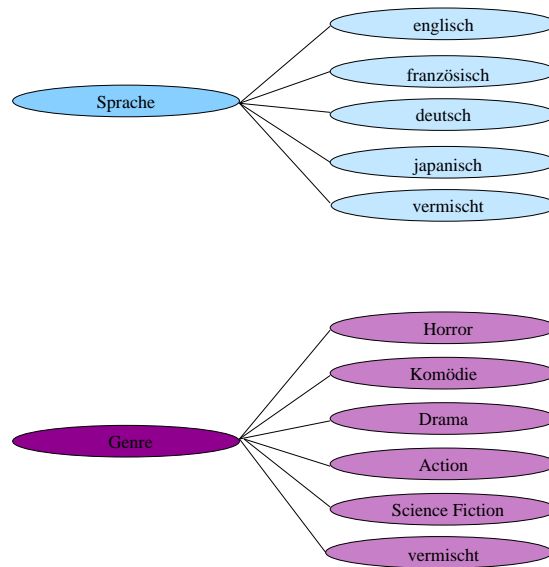 englisch
französisch
Sprache
deutsch
japanisch
vermischt
Horror
Komödie
Drama
Genre
Action
Science Fiction
vermischt